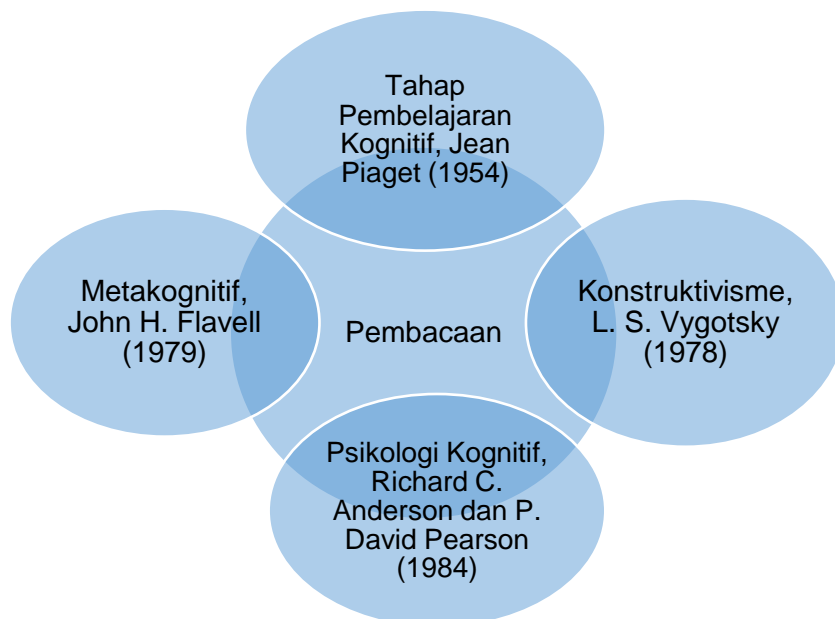 Tahap
Pembelajaran
Kognitif, Jean
Piaget (1954)
Metakognitif,
John H. Flavell
(1979)
Pembacaan
Konstruktivisme,
L. S. Vygotsky
(1978)
Psikologi Kognitif,
Richard C.
Anderson dan P.
David Pearson
(1984)